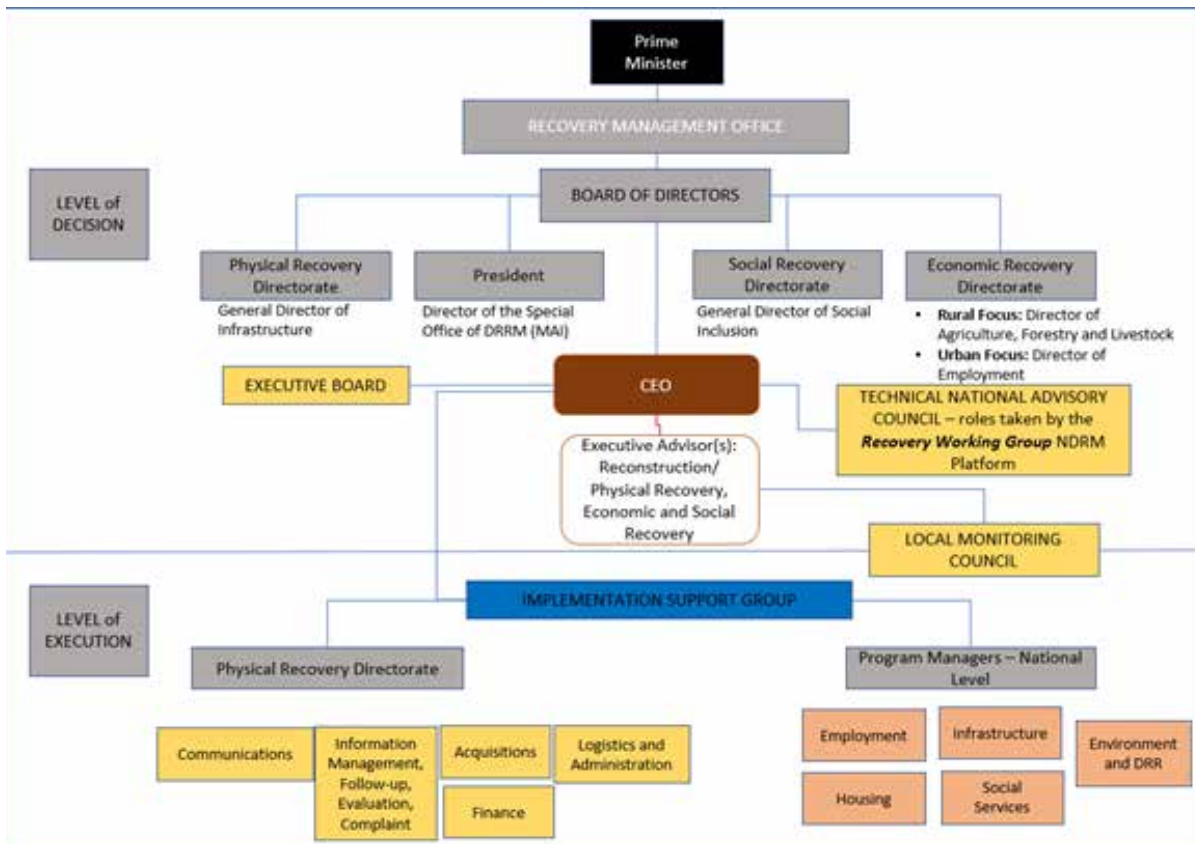 Prime
Minister
RECOVERY MANAGEMENT OFFICE
LEVEL of
DECISION
BOARD OF DIRECTORS
Physical Recovery
Directorate
General Director of
Infrastructure
President
Director of the Special
Office of DRRM (MAI)
Social Recovery
Directorate
General Director of Social
Inclusion
Economic Recovery
Directorate
• Rural Focus: Director of
Agriculture, Forestry and Livestock
• Urban Focus: Director of
Employment
EXECUTIVE BOARD
CEO
TECHNICAL NATIONAL ADVISORY
COUNCIL – roles taken by the
Recovery Working Group NDRM
Platform
Executive Advisor(s):
Reconstruction/
Physical Recovery,
Economic and Social
Recovery
LOCAL MONITORING
COUNCIL
LEVEL of
EXECUTION
IMPLEMENTATION SUPPORT GROUP
Physical Recovery Directorate
Program Managers – National
Level
Communications
Information
Management,
Follow-up,
Evaluation,
Complaint
Acquisitions
Finance
Logistics and
Administration
Employment
Infrastructure
Environment
and DRR
Housing
Social
Services